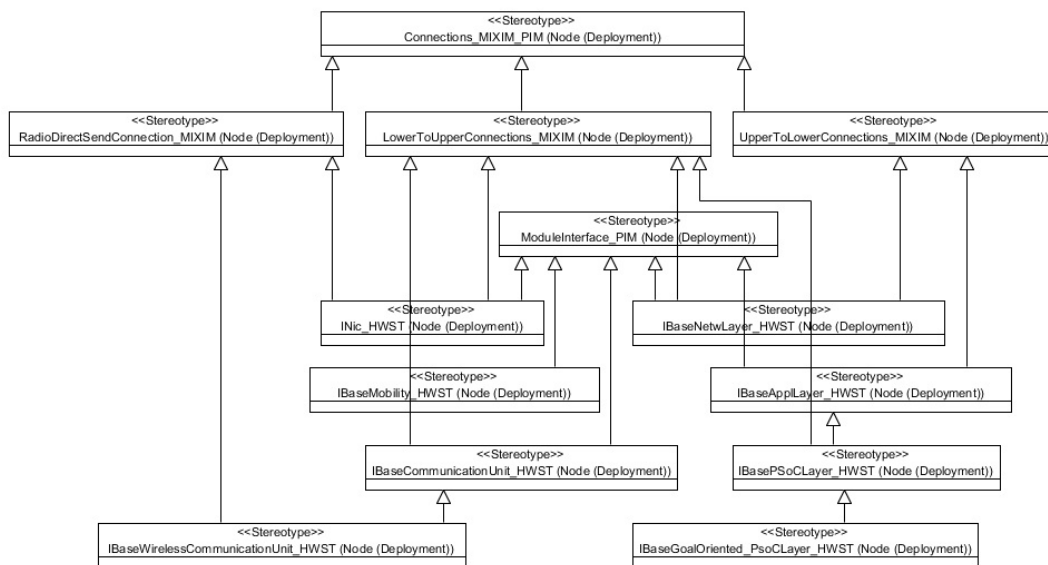 <<Stereotype>>
Connections_MIXIM_PIM (Node (Deployment))
<<Stereotype>>
RadioDirectSendConnection_MIXIM (Node (Deployment))
<<Stereotype>>
LowerToUpperConnections_MIXIM (Node (Deployment))
<<Stereotype>>
UpperToLowerConnections_MIXIM (Node (Deployment))
<<Stereotype>>
ModuleInterface_PIM (Node (Deployment))
<<Stereotype>>
INic_HWST (Node (Deployment))
<<Stereotype>>
IBaseNetwLayer_HWST (Node (Deployment))
<<Stereotype>>
IBaseMobility_HWST (Node (Deployment))
<<Stereotype>>
IBaseApplLayer_HWST (Node (Deployment))
<<Stereotype>>
IBaseCommunicationUnit_HWST (Node (Deployment))
<<Stereotype>>
IBasePSoCLayer_HWST (Node (Deployment))
<<Stereotype>>
IBaseWirelessCommunicationUnit_HWST (Node (Deployment))
<<Stereotype>>
IBaseGoalOriented_PsoCLayer_HWST (Node (Deployment))